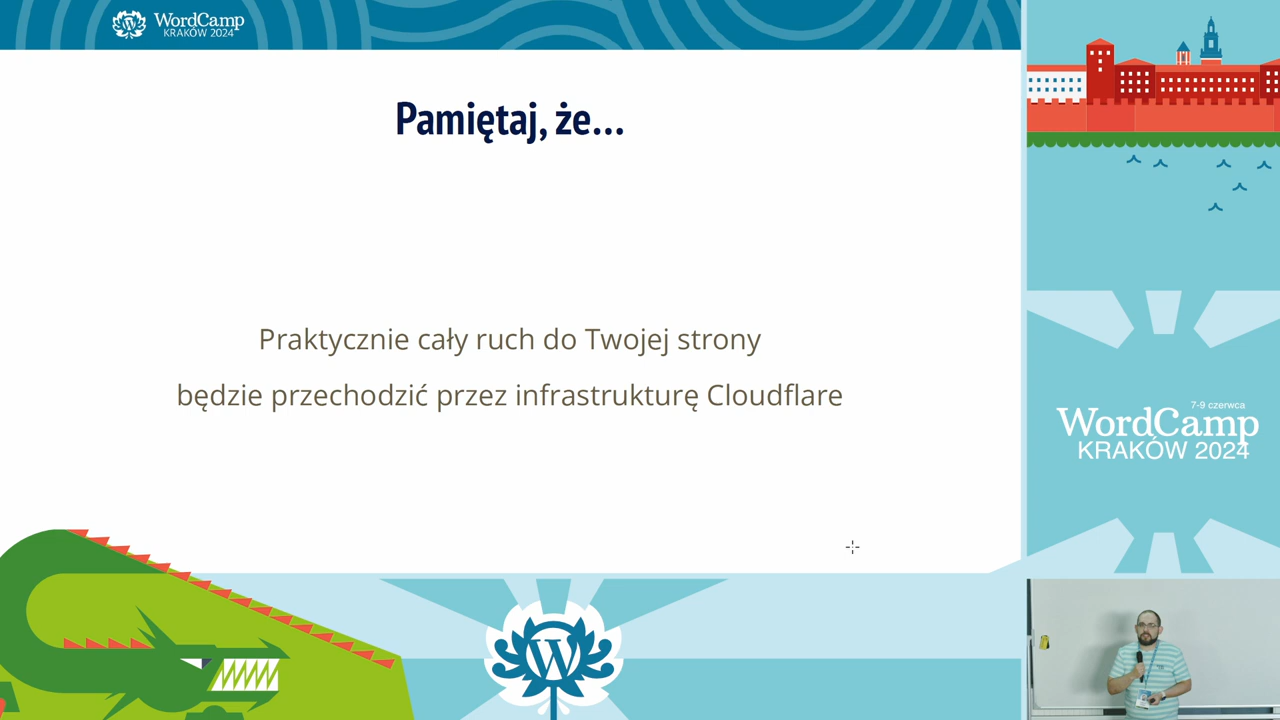 WordCamp
KRAKÓW 2024
Pamiętaj, że...
Praktycznie cały ruch do Twojej strony
będzie przechodzić przez infrastrukturę Cloudflare
7-9 czerwca
WordCamp
KRAKÓW 2024
W